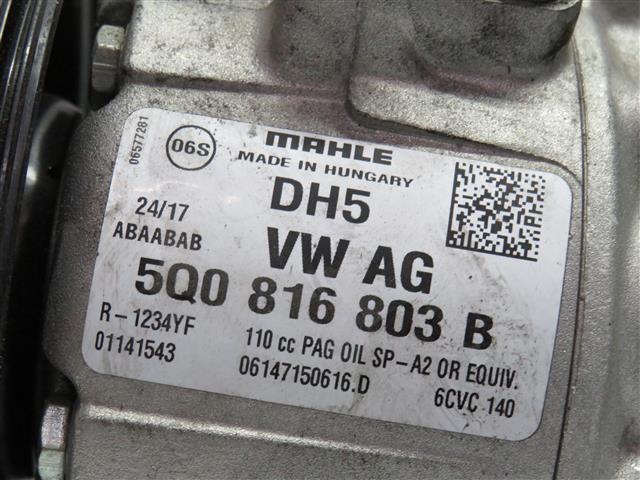 06577281
06S
MAHLE
MADE IN HUNGARY
24/17
DH5
ABAABAB
VW AG
5Q0 816 803 B
R-1234YF
110 cc PAG OIL SP-A2 OR EQUIV.
01141543
06147150616.D
6CVC 140